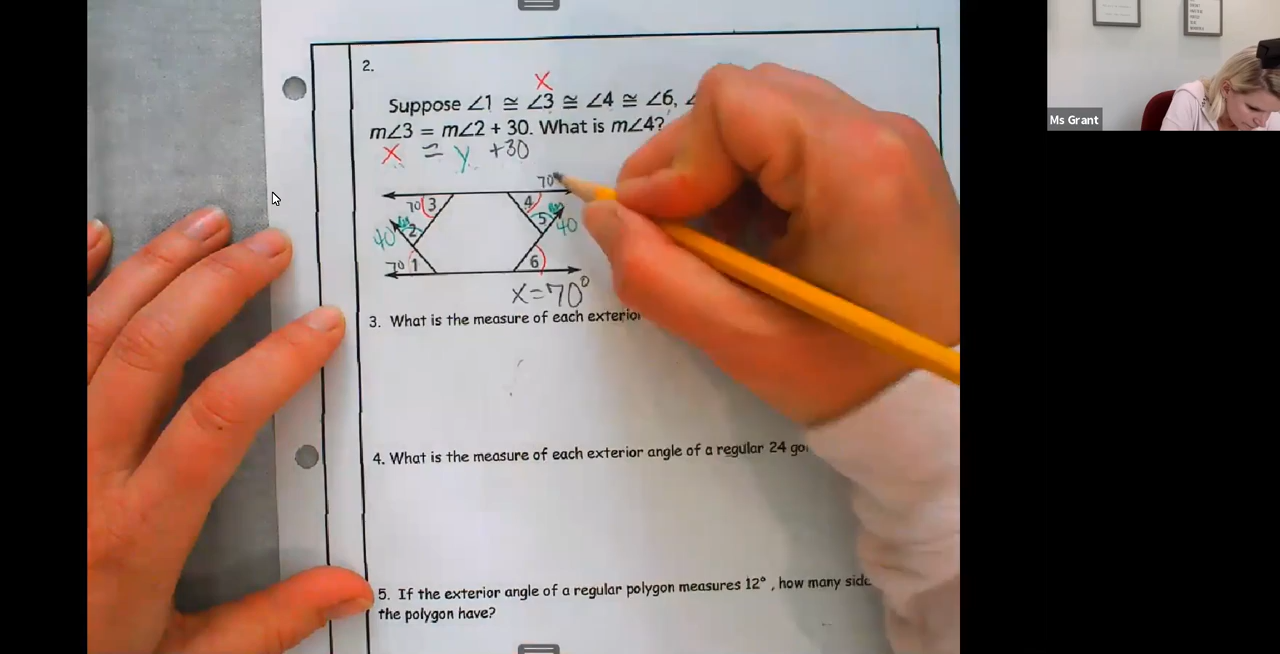 2.
X
Suppose ∠1 ≅ ∠3 ≅ ∠4 ≅ ∠6, ∠
m∠3 = m∠2 + 30. What is m∠4?
X = y +30
70°
70 3 4
40 2 5 40
70 1 6
x=70°
3. What is the measure of each exterior
4. What is the measure of each exterior angle of a regular 24 go
5. If the exterior angle of a regular polygon measures 12°, how many side
the polygon have?
Ms Grant